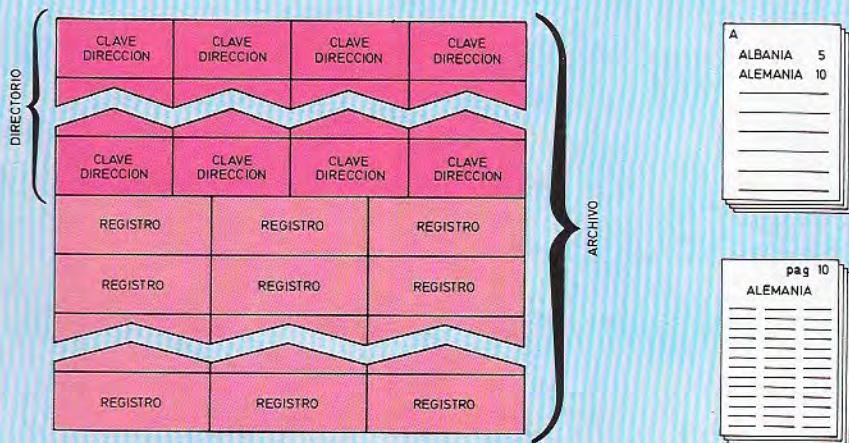 DIRECTORIO
CLAVE DIRECCION CLAVE DIRECCION CLAVE DIRECCION CLAVE DIRECCION
CLAVE DIRECCION CLAVE DIRECCION CLAVE DIRECCION CLAVE DIRECCION
REGISTRO REGISTRO REGISTRO
REGISTRO REGISTRO REGISTRO
REGISTRO REGISTRO REGISTRO
ARCHIVO
A
ALBANIA 5
ALEMANIA 10
pag 10
ALEMANIA